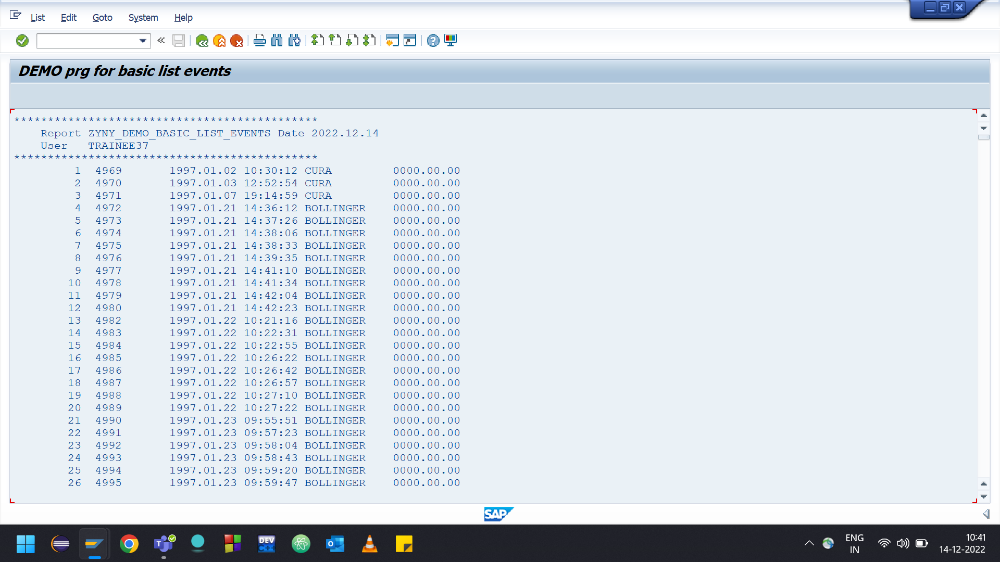 List Edit Goto System Help
DEMO prg for basic list events
*********************************************
Report ZYNY_DEMO_BASIC_LIST_EVENTS Date 2022.12.14
User TRAINEE37
*********************************************
1 4969 1997.01.02 10:30:12 CURA 0000.00.00
2 4970 1997.01.03 12:52:54 CURA 0000.00.00
3 4971 1997.01.07 19:14:59 CURA 0000.00.00
4 4972 1997.01.21 14:36:12 BOLLINGER 0000.00.00
5 4973 1997.01.21 14:37:26 BOLLINGER 0000.00.00
6 4974 1997.01.21 14:38:06 BOLLINGER 0000.00.00
7 4975 1997.01.21 14:38:33 BOLLINGER 0000.00.00
8 4976 1997.01.21 14:39:35 BOLLINGER 0000.00.00
9 4977 1997.01.21 14:41:10 BOLLINGER 0000.00.00
10 4978 1997.01.21 14:41:34 BOLLINGER 0000.00.00
11 4979 1997.01.21 14:42:04 BOLLINGER 0000.00.00
12 4980 1997.01.21 14:42:23 BOLLINGER 0000.00.00
13 4982 1997.01.22 10:21:16 BOLLINGER 0000.00.00
14 4983 1997.01.22 10:22:31 BOLLINGER 0000.00.00
15 4984 1997.01.22 10:22:55 BOLLINGER 0000.00.00
16 4985 1997.01.22 10:26:22 BOLLINGER 0000.00.00
17 4986 1997.01.22 10:26:42 BOLLINGER 0000.00.00
18 4987 1997.01.22 10:26:57 BOLLINGER 0000.00.00
19 4988 1997.01.22 10:27:10 BOLLINGER 0000.00.00
20 4989 1997.01.22 10:27:22 BOLLINGER 0000.00.00
21 4990 1997.01.23 09:55:51 BOLLINGER 0000.00.00
22 4991 1997.01.23 09:57:23 BOLLINGER 0000.00.00
23 4992 1997.01.23 09:58:04 BOLLINGER 0000.00.00
24 4993 1997.01.23 09:58:43 BOLLINGER 0000.00.00
25 4994 1997.01.23 09:59:20 BOLLINGER 0000.00.00
26 4995 1997.01.23 09:59:47 BOLLINGER 0000.00.00
SAP
DEV
C++
ENG
IN
10:41
14-12-2022